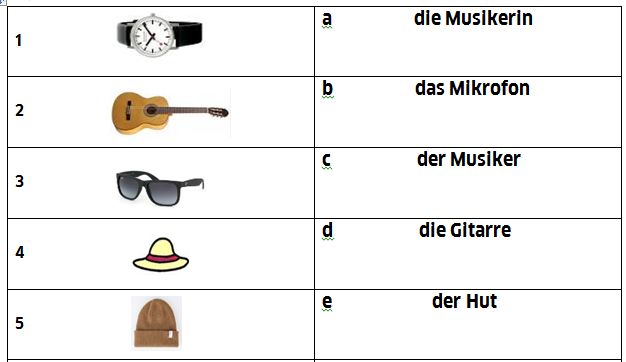 1 a die Musikerin
2 b das Mikrofon
3 c der Musiker
4 d die Gitarre
5 e der Hut